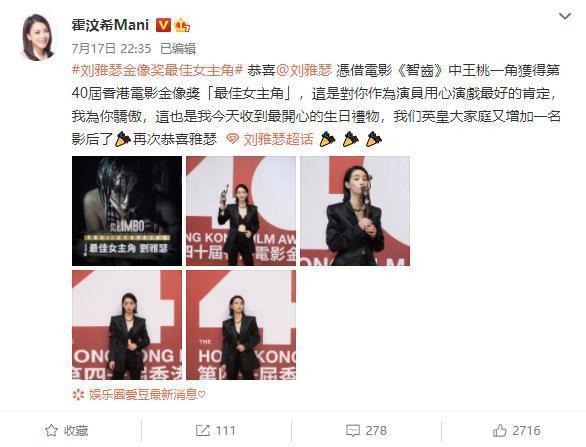 霍汶希Mani
7月17日 22:35 已编辑
#刘雅瑟金像奖最佳女主角# 恭喜@刘雅瑟 憑借電影《智齒》中王桃一角獲得第
40届香港電影金像獎「最佳女主角」，這是對你作為演員用心演戲最好的肯定，
我為你驕傲，這也是我今天收到最開心的生日禮物，我们英皇大家庭又增加一名
影后了 再次恭喜雅瑟 刘雅瑟超话
LIMBO
最佳女主角 劉雅瑟
NG KONG FILM AW
四十屆 電影金
HONG KO
第四十屆香港
THE
HONG KON
第四 屆香
娱乐圈爱豆最新消息
收藏
111
278
2716